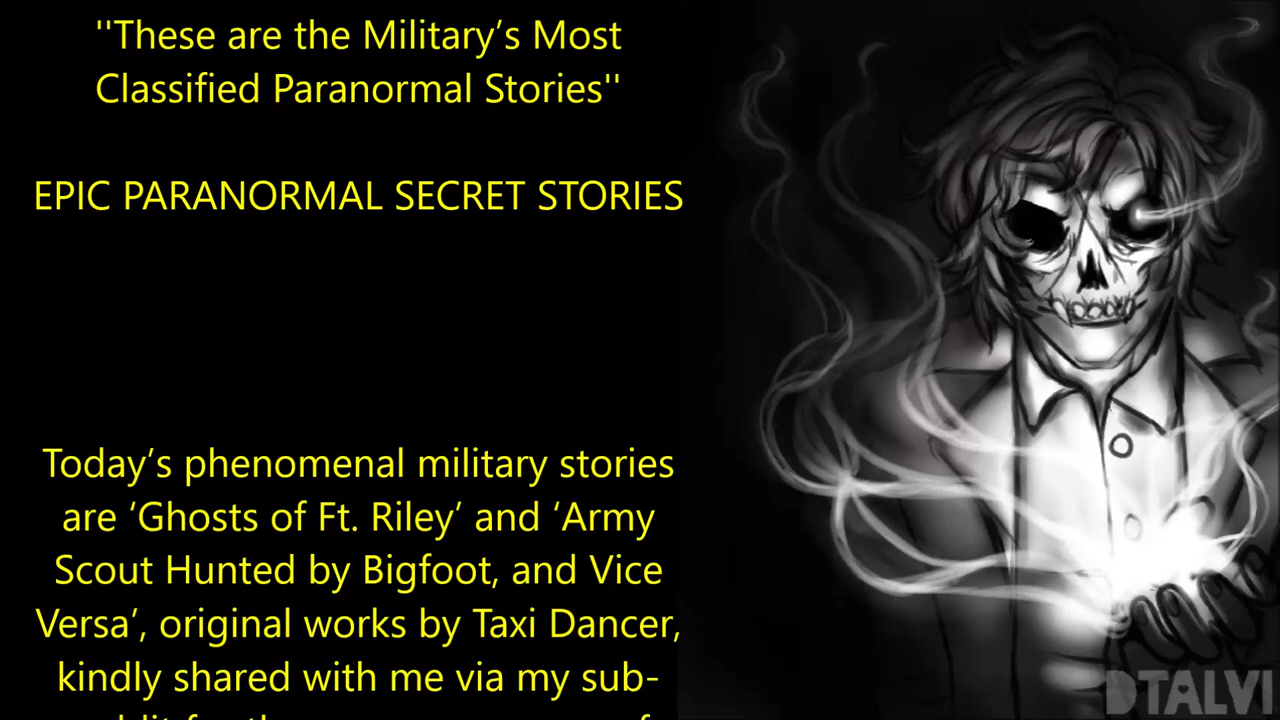 ''These are the Military’s Most
Classified Paranormal Stories''
EPIC PARANORMAL SECRET STORIES
Today’s phenomenal military stories
are ‘Ghosts of Ft. Riley’ and ‘Army
Scout Hunted by Bigfoot, and Vice
Versa’, original works by Taxi Dancer,
kindly shared with me via my sub-
DTALVI